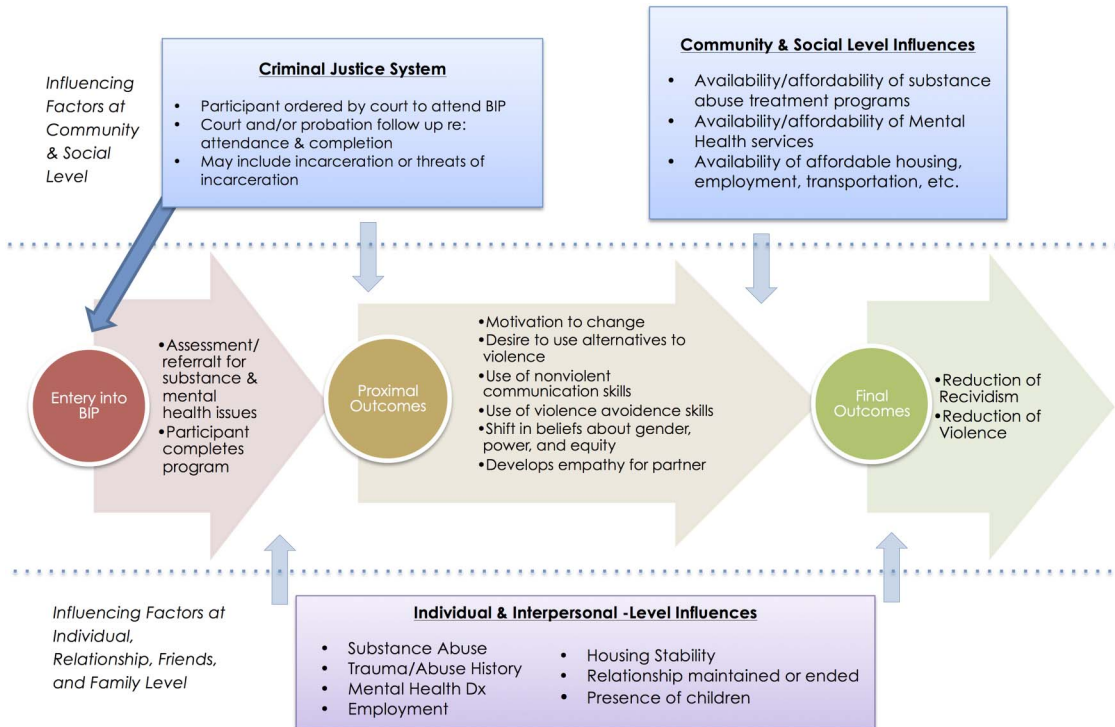 Influencing
Factors at
Community
& Social
Level
Criminal Justice System
• Participant ordered by court to attend BIP
• Court and/or probation follow up re:
attendance & completion
• May include incarceration or threats of
incarceration
Community & Social Level Influences
• Availability/affordability of substance
abuse treatment programs
• Availability/affordability of Mental
Health services
• Availability of affordable housing,
employment, transportation, etc.
Entery into
BIP
•Assessment/
referralt for
substance &
mental
health issues
•Participant
completes
program
Proximal
Outcomes
•Motivation to change
•Desire to use alternatives to
violence
•Use of nonviolent
communication skills
•Use of violence avoidence skills
•Shift in beliefs about gender,
power, and equity
•Develops empathy for partner
Final
Outcomes
•Reduction of
Recividism
•Reduction of
Violence
Influencing Factors at
Individual,
Relationship, Friends,
and Family Level
Individual & Interpersonal -Level Influences
• Substance Abuse
• Trauma/Abuse History
• Mental Health Dx
• Employment
• Housing Stability
• Relationship maintained or ended
• Presence of children